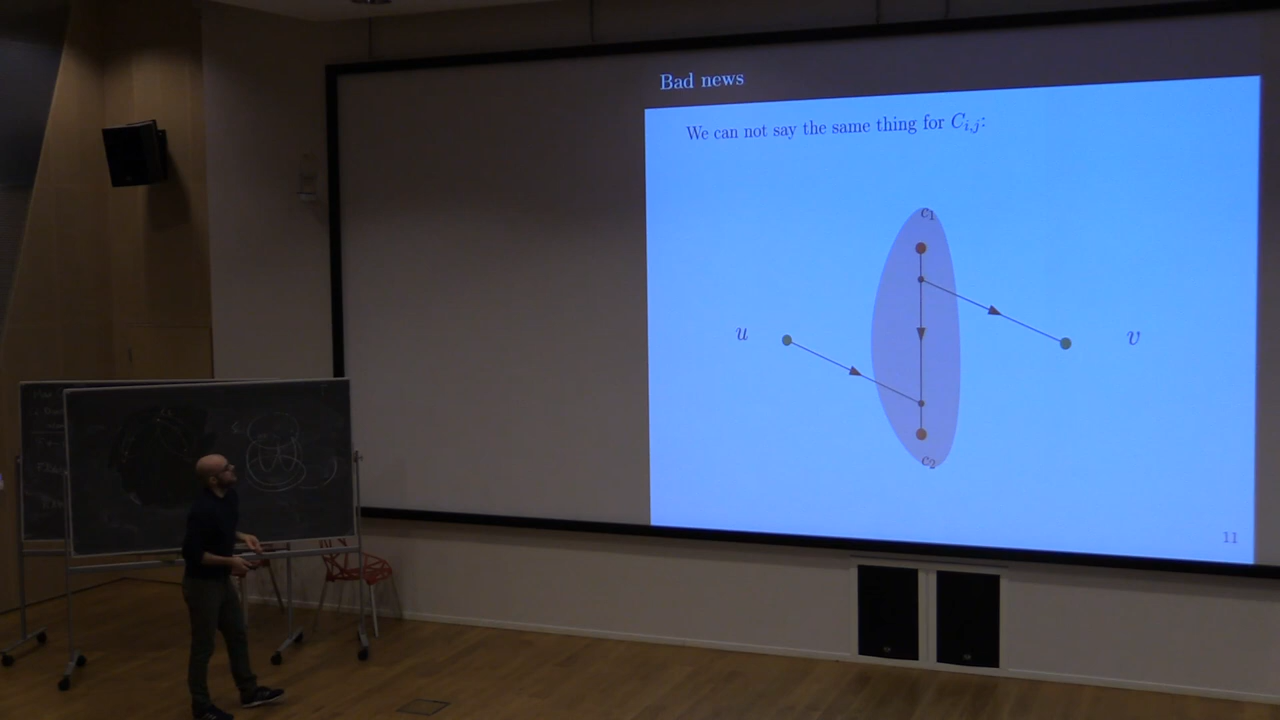 Bad news
We can not say the same thing for C_{i,j}:
c_1
u
v
c_2
11